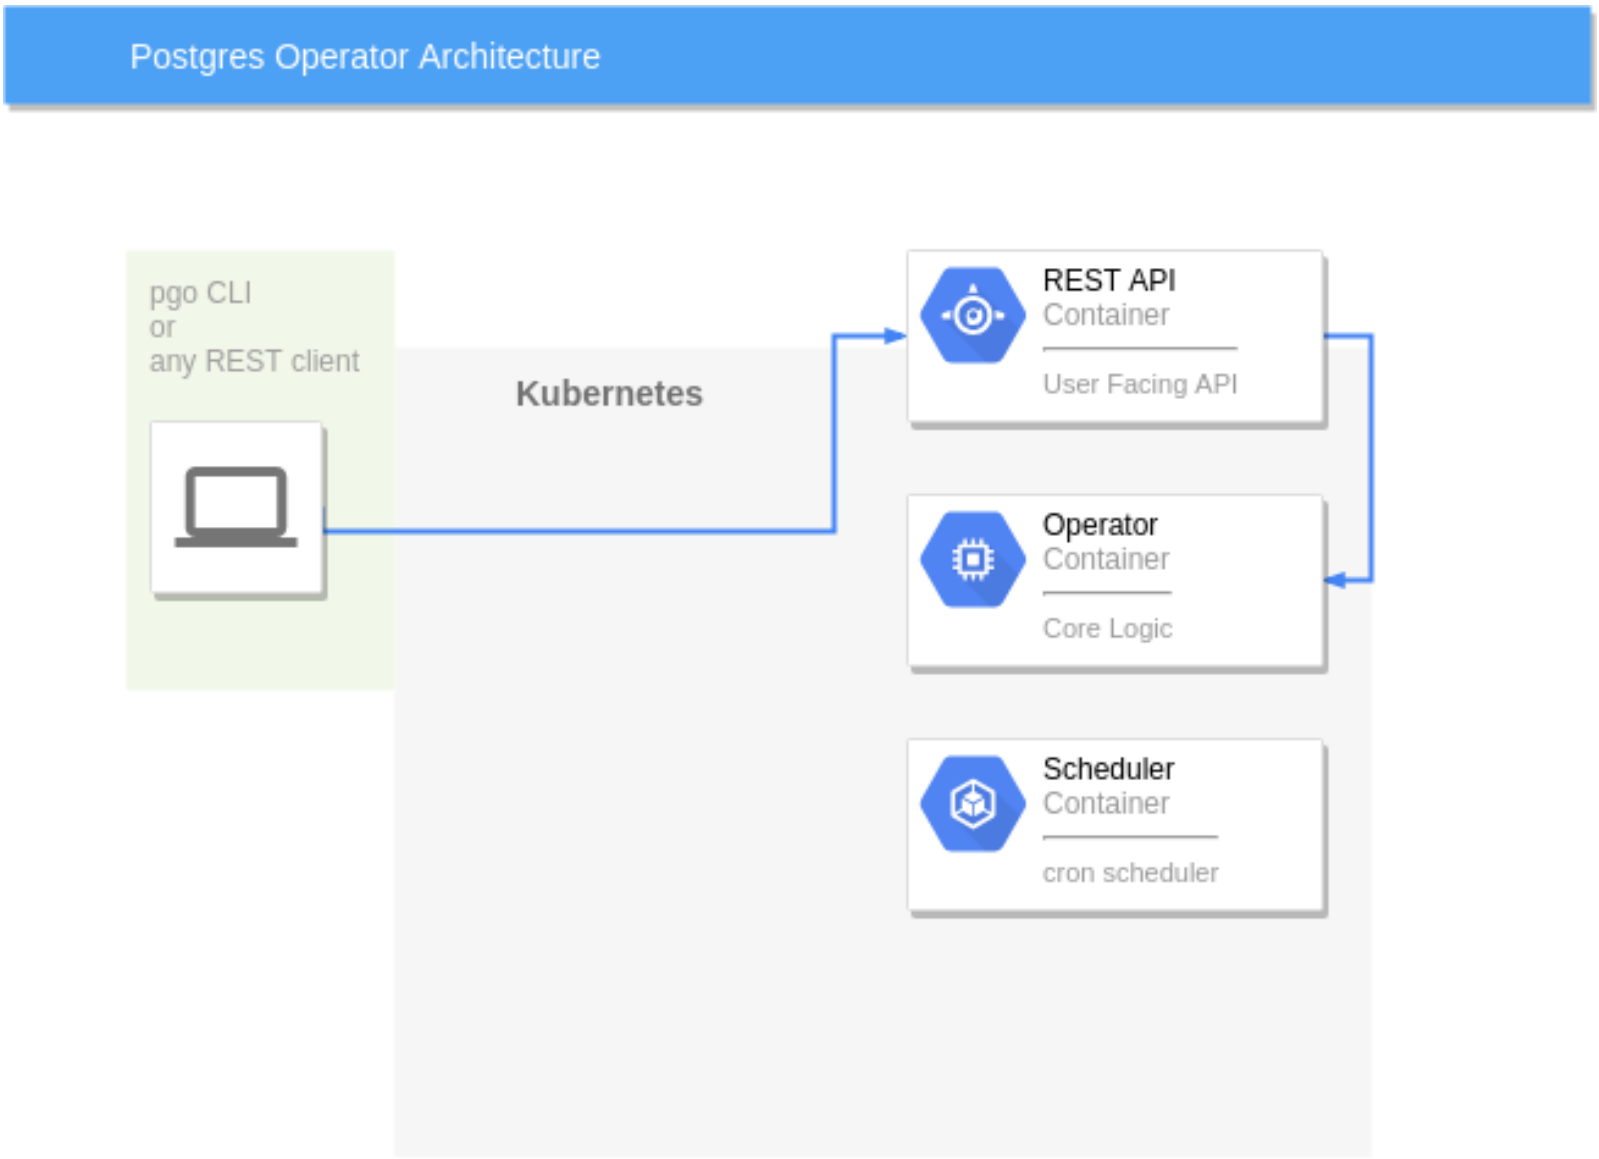 Postgres Operator Architecture
pgo CLI
or
any REST client
Kubernetes
REST API
Container
User Facing API
Operator
Container
Core Logic
Scheduler
Container
cron scheduler